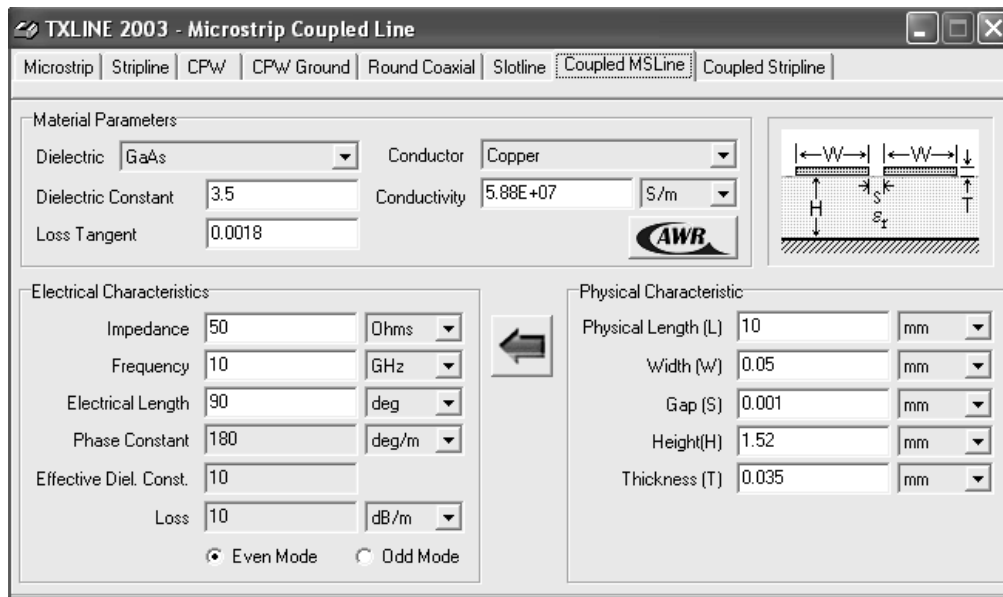 TXLINE 2003 - Microstrip Coupled Line
Microstrip Stripline CPW CPW Ground Round Coaxial Slotline Coupled MSLine Coupled Stripline
Material Parameters
Dielectric GaAs Conductor Copper
Dielectric Constant 3.5 Conductivity 5.88E+07 S/m
Loss Tangent 0.0018 AWR
W W
S T
H
εr
Electrical Characteristics
Impedance 50 Ohms
Frequency 10 GHz
Electrical Length 90 deg
Phase Constant 180 deg/m
Effective Diel. Const. 10
Loss 10 dB/m
Even Mode Odd Mode
Physical Characteristic
Physical Length (L) 10 mm
Width (W) 0.05 mm
Gap (S) 0.001 mm
Height(H) 1.52 mm
Thickness (T) 0.035 mm